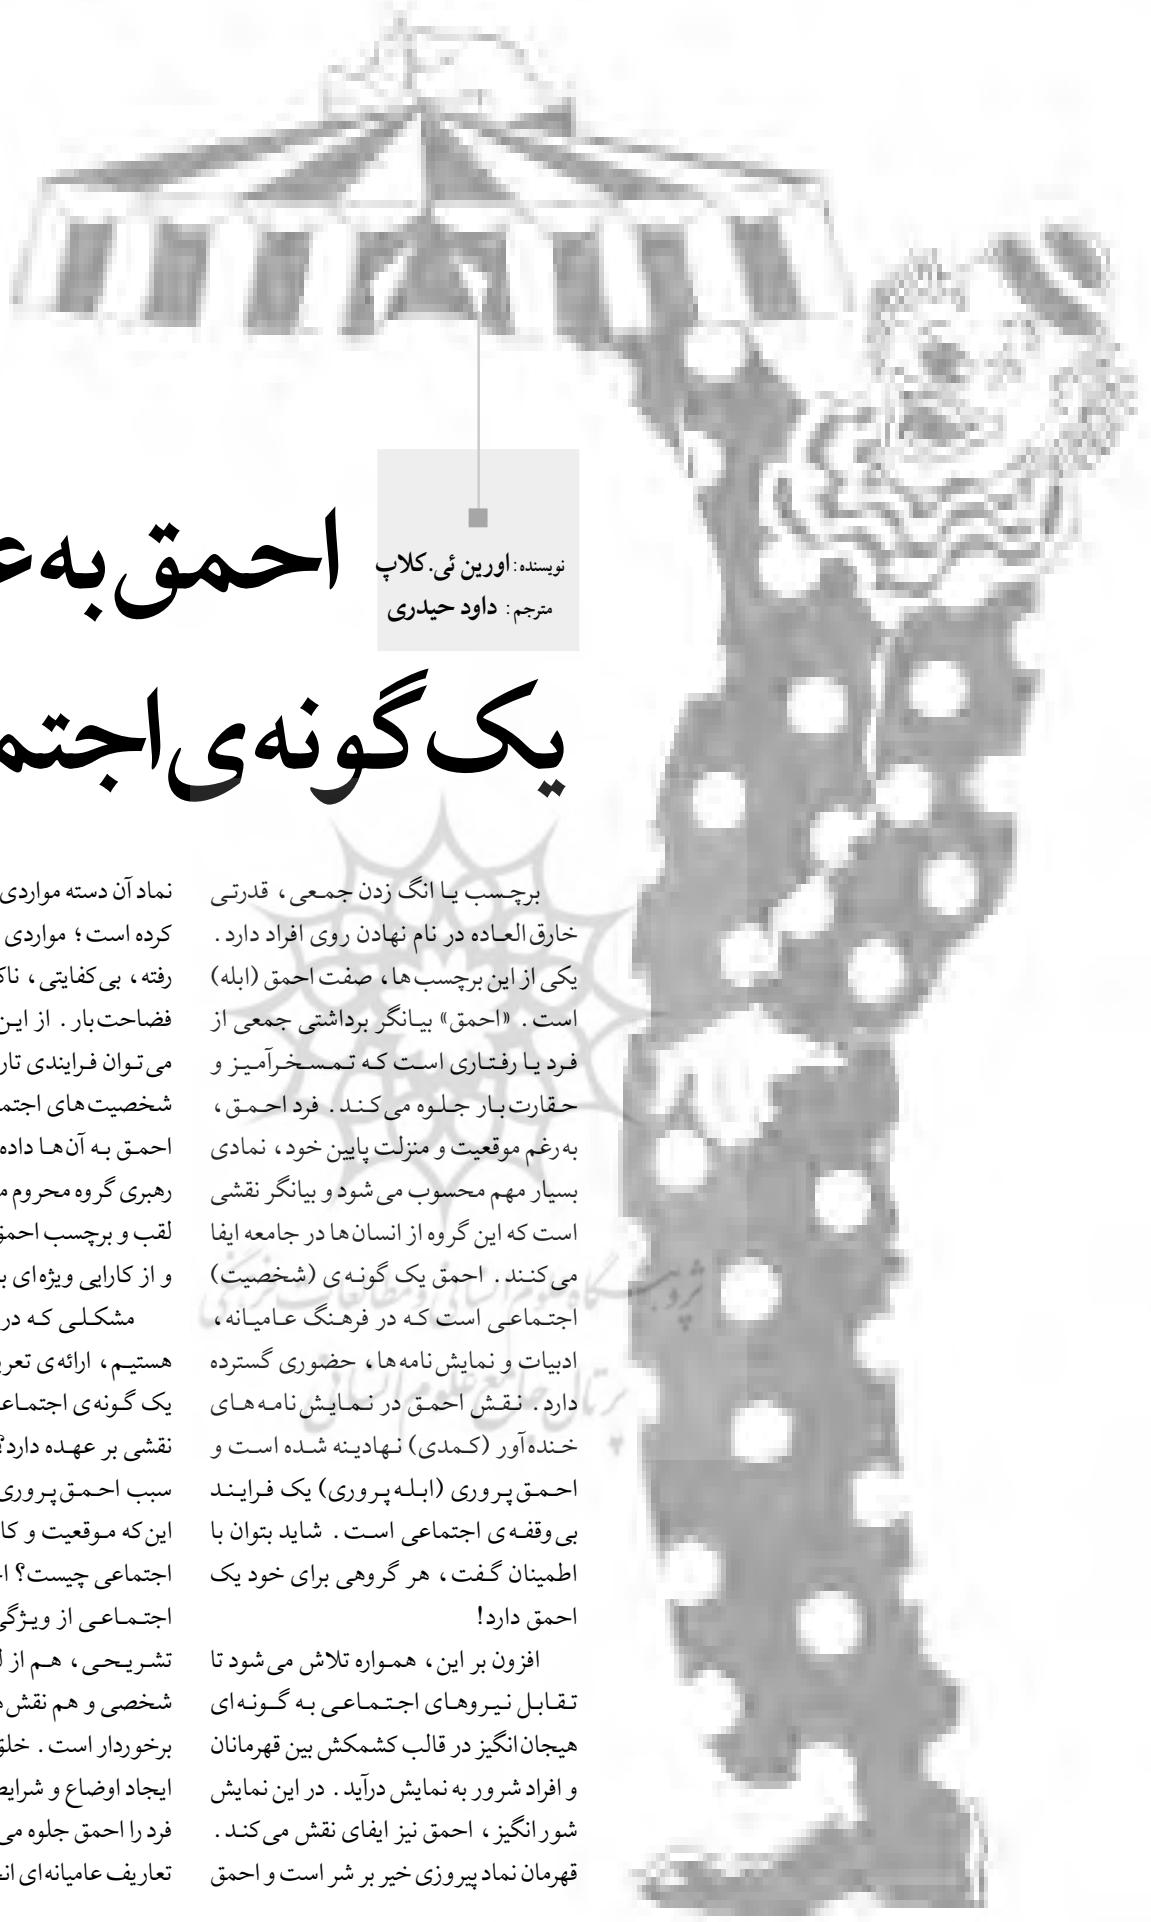 نویسنده: اورین ئی. کلاپ
مترجم: داود حیدری
احمق به ع
یک گونه‌ی اجتم
برچسب یا انگ زدن جمعی، قدرتی
خارق‌العاده در نام نهادن روی افراد دارد.
یکی از این برچسب‌ها، صفت احمق (ابله)
است. «احمق» بیانگر برداشتی جمعی از
فرد یا رفتاری است که تمسخرآمیز و
حقارت‌بار جلوه می‌کند. فرد احمق،
به‌رغم موقعیت و منزلت پایین خود، نمادی
بسیار مهم محسوب می‌شود و بیانگر نقشی
است که این گروه از انسان‌ها در جامعه ایفا
می‌کنند. احمق یک گونه‌ی (شخصیت)
اجتماعی است که در فرهنگ عامیانه،
ادبیات و نمایش‌نامه‌ها، حضوری گسترده
دارد. نقش احمق در نمایش‌نامه‌های
خنده‌آور (کمدی) نهادینه شده است و
احمق‌پروری (ابله‌پروری) یک فرایند
بی‌وقفه‌ی اجتماعی است. شاید بتوان با
اطمینان گفت، هر گروهی برای خود یک
احمق دارد!
افزون بر این، همواره تلاش می‌شود تا
تقابل نیروهای اجتماعی به گونه‌ای
هیجان‌انگیز در قالب کشمکش بین قهرمانان
و افراد شرور به نمایش درآید. در این نمایش
شورانگیز، احمق نیز ایفای نقش می‌کند.
قهرمان نماد پیروزی خیر بر شر است و احمق
نماد آن دسته مواردی
کرده است؛ مواردی
رفته، بی‌کفایتی، ناک
فضاحت‌بار. از این
می‌توان فرایندی تار
شخصیت‌های اجتم
احمق به آن‌ها داده
رهبری گروه محروم م
لقب و برچسب احمق
و از کارایی ویژه‌ای ب
مشکلی که در
هستیم، ارائه‌ی تعر
یک گونه‌ی اجتماع
نقشی بر عهده دارد؟
سبب احمق‌پروری
این‌که موقعیت و کا
اجتماعی چیست؟ ا
اجتماعی از ویژگی
تشریحی، هم از ل
شخصی و هم نقش
برخوردار است. خلق
ایجاد اوضاع و شرایط
فرد را احمق جلوه می
تعاریف عامیانه‌ای ان
پژوهشگاه علوم انسانی و مطالعات فرهنگی
پرتال جامع علوم انسانی